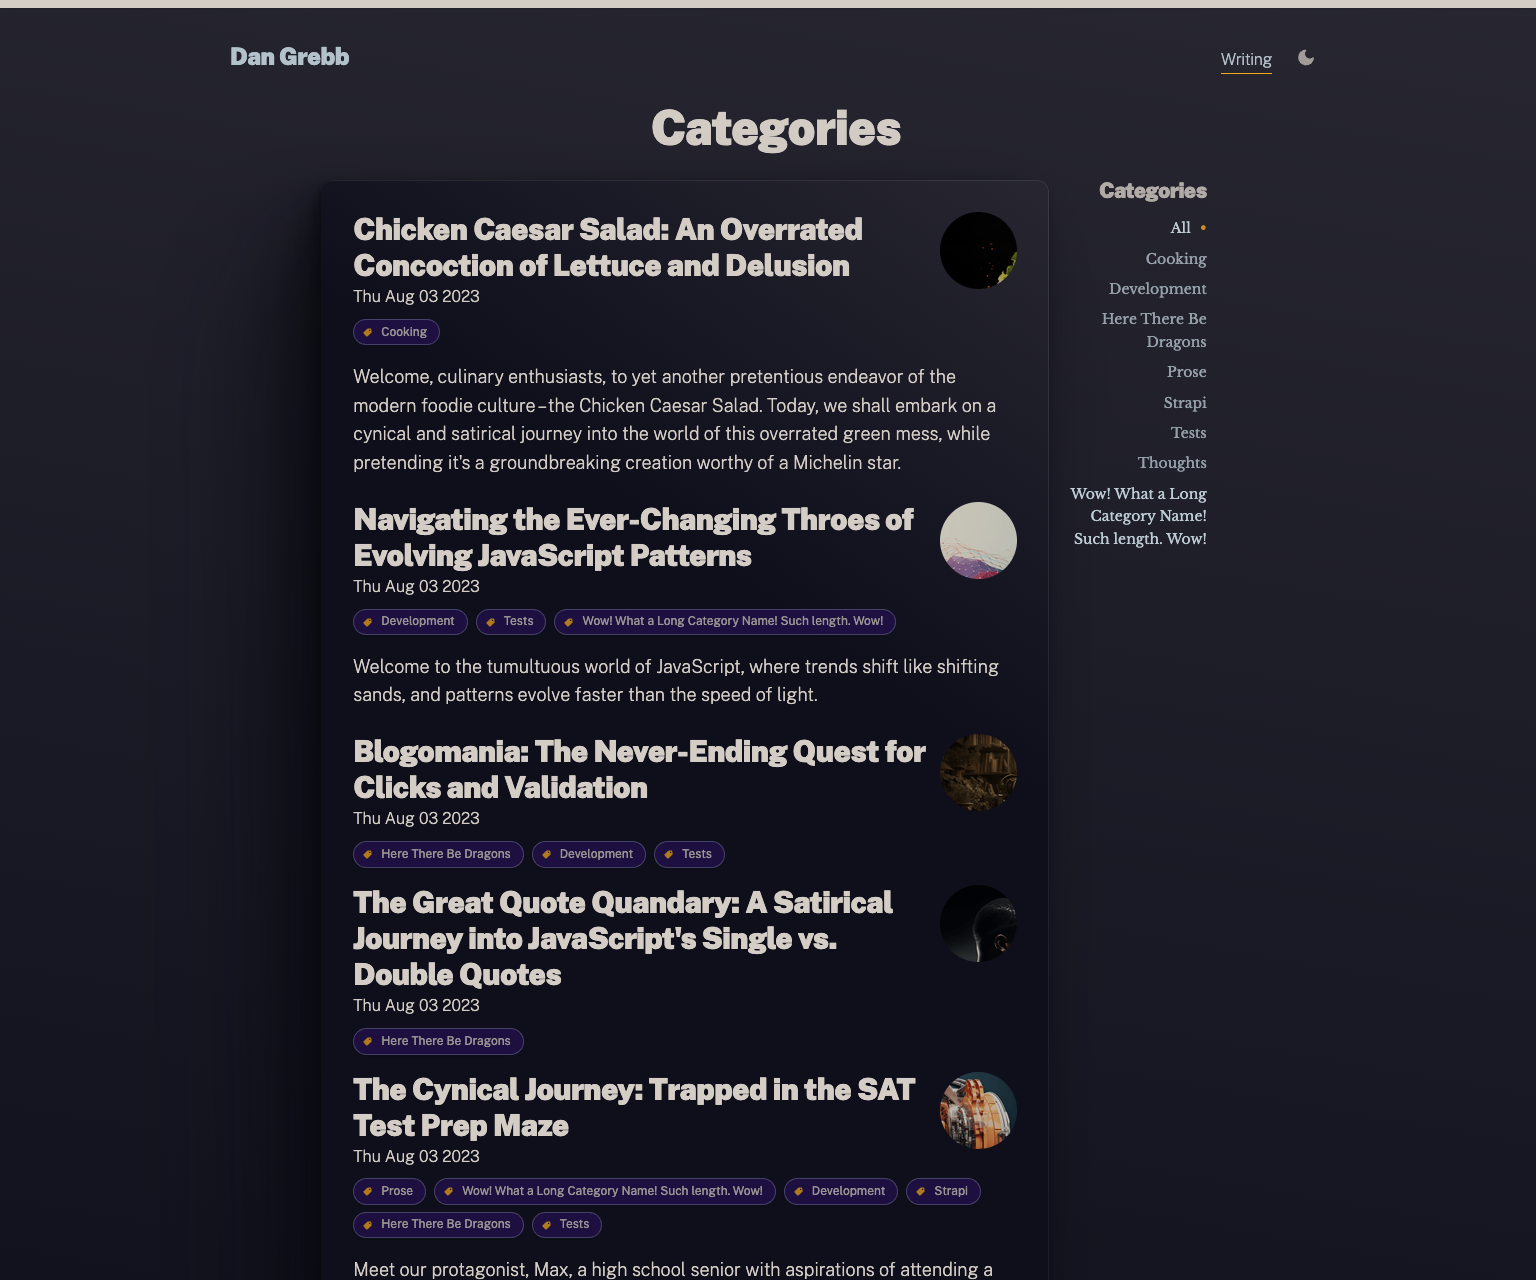 Dan Grebb
Writing
Categories
Chicken Caesar Salad: An Overrated
Concoction of Lettuce and Delusion
Thu Aug 03 2023
Cooking
Welcome, culinary enthusiasts, to yet another pretentious endeavor of the
modern foodie culture–the Chicken Caesar Salad. Today, we shall embark on a
cynical and satirical journey into the world of this overrated green mess, while
pretending it's a groundbreaking creation worthy of a Michelin star.
Navigating the Ever-Changing Throes of
Evolving JavaScript Patterns
Thu Aug 03 2023
Development Tests Wow! What a Long Category Name! Such length. Wow!
Welcome to the tumultuous world of JavaScript, where trends shift like shifting
sands, and patterns evolve faster than the speed of light.
Blogomania: The Never-Ending Quest for
Clicks and Validation
Thu Aug 03 2023
Here There Be Dragons Development Tests
The Great Quote Quandary: A Satirical
Journey into JavaScript's Single vs.
Double Quotes
Thu Aug 03 2023
Here There Be Dragons
The Cynical Journey: Trapped in the SAT
Test Prep Maze
Thu Aug 03 2023
Prose Wow! What a Long Category Name! Such length. Wow! Development Strapi
Here There Be Dragons Tests
Meet our protagonist, Max, a high school senior with aspirations of attending a
Categories
All •
Cooking
Development
Here There Be
Dragons
Prose
Strapi
Tests
Thoughts
Wow! What a Long
Category Name!
Such length. Wow!